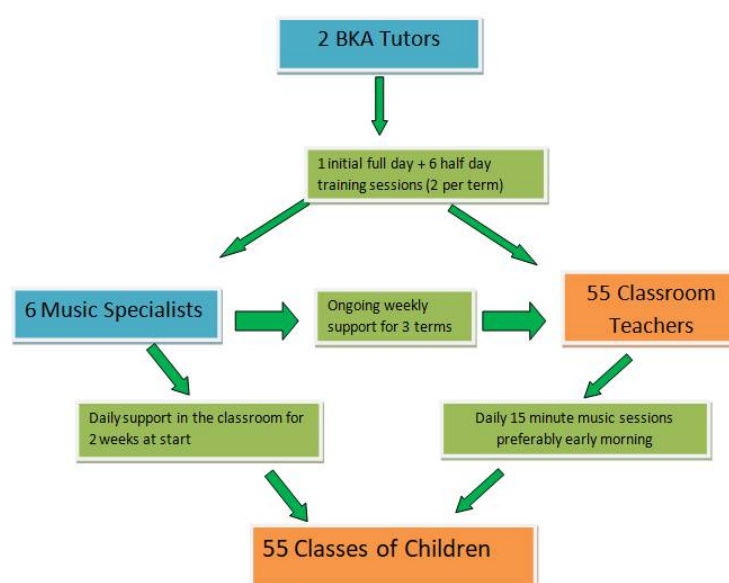 2 BKA Tutors
1 initial full day + 6 half day
training sessions (2 per term)
6 Music Specialists
Ongoing weekly
support for 3 terms
55 Classroom
Teachers
Daily support in the classroom for
2 weeks at start
Daily 15 minute music sessions
preferably early morning
55 Classes of Children